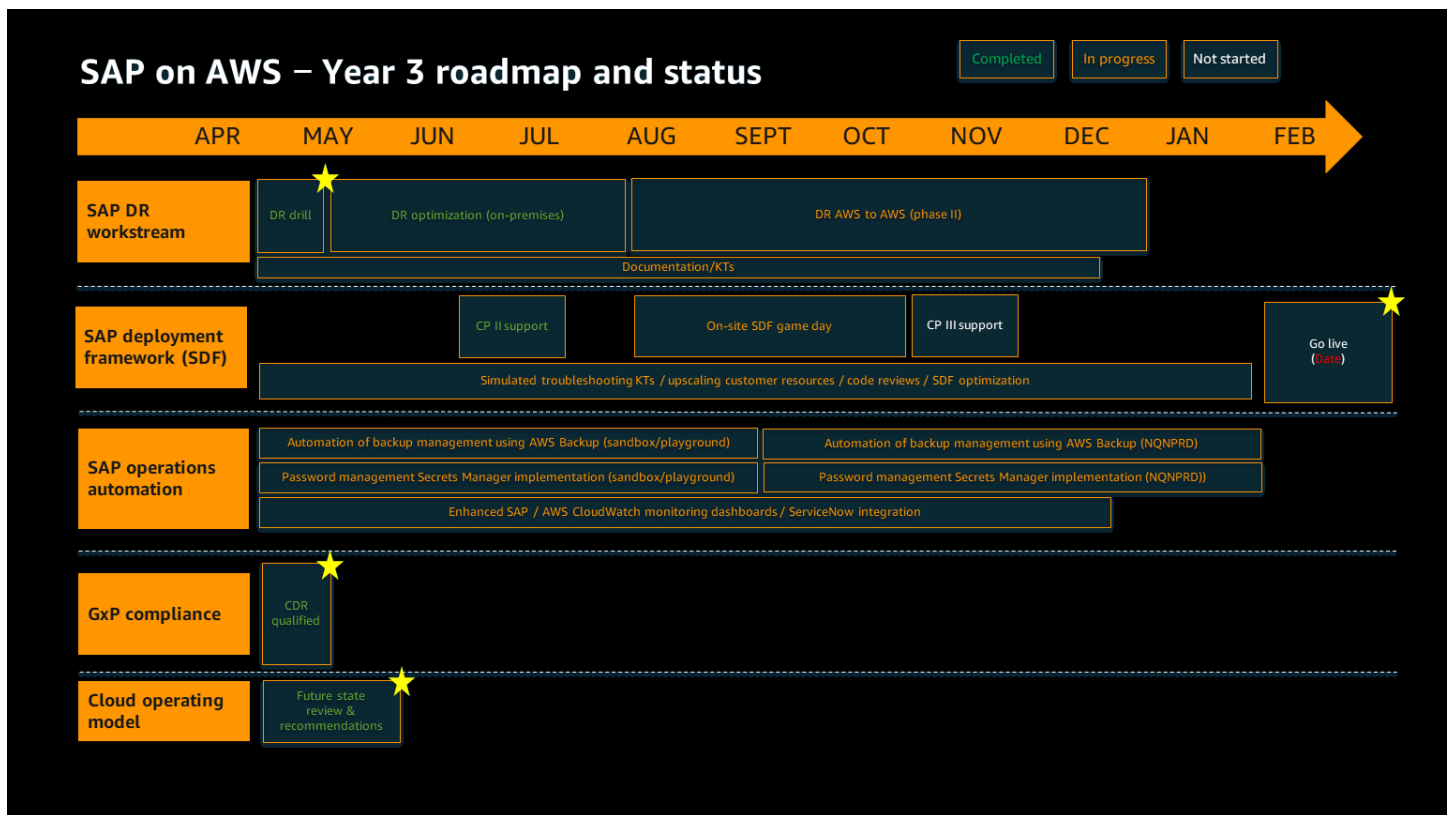 SAP on AWS – Year 3 roadmap and status
Completed
In progress
Not started
APR MAY JUN JUL AUG SEPT OCT NOV DEC JAN FEB
SAP DR
workstream
DR drill
DR optimization (on-premises)
DR AWS to AWS (phase II)
Documentation/KTs
SAP deployment
framework (SDF)
CP II support
On-site SDF game day
CP III support
Go live
(Date)
Simulated troubleshooting KTs / upscaling customer resources / code reviews / SDF optimization
SAP operations
automation
Automation of backup management using AWS Backup (sandbox/playground)
Automation of backup management using AWS Backup (NQNPRD)
Password management Secrets Manager implementation (sandbox/playground)
Password management Secrets Manager implementation (NQNPRD))
Enhanced SAP / AWS CloudWatch monitoring dashboards / ServiceNow integration
GxP compliance
CDR
qualified
Cloud operating
model
Future state
review &
recommendations